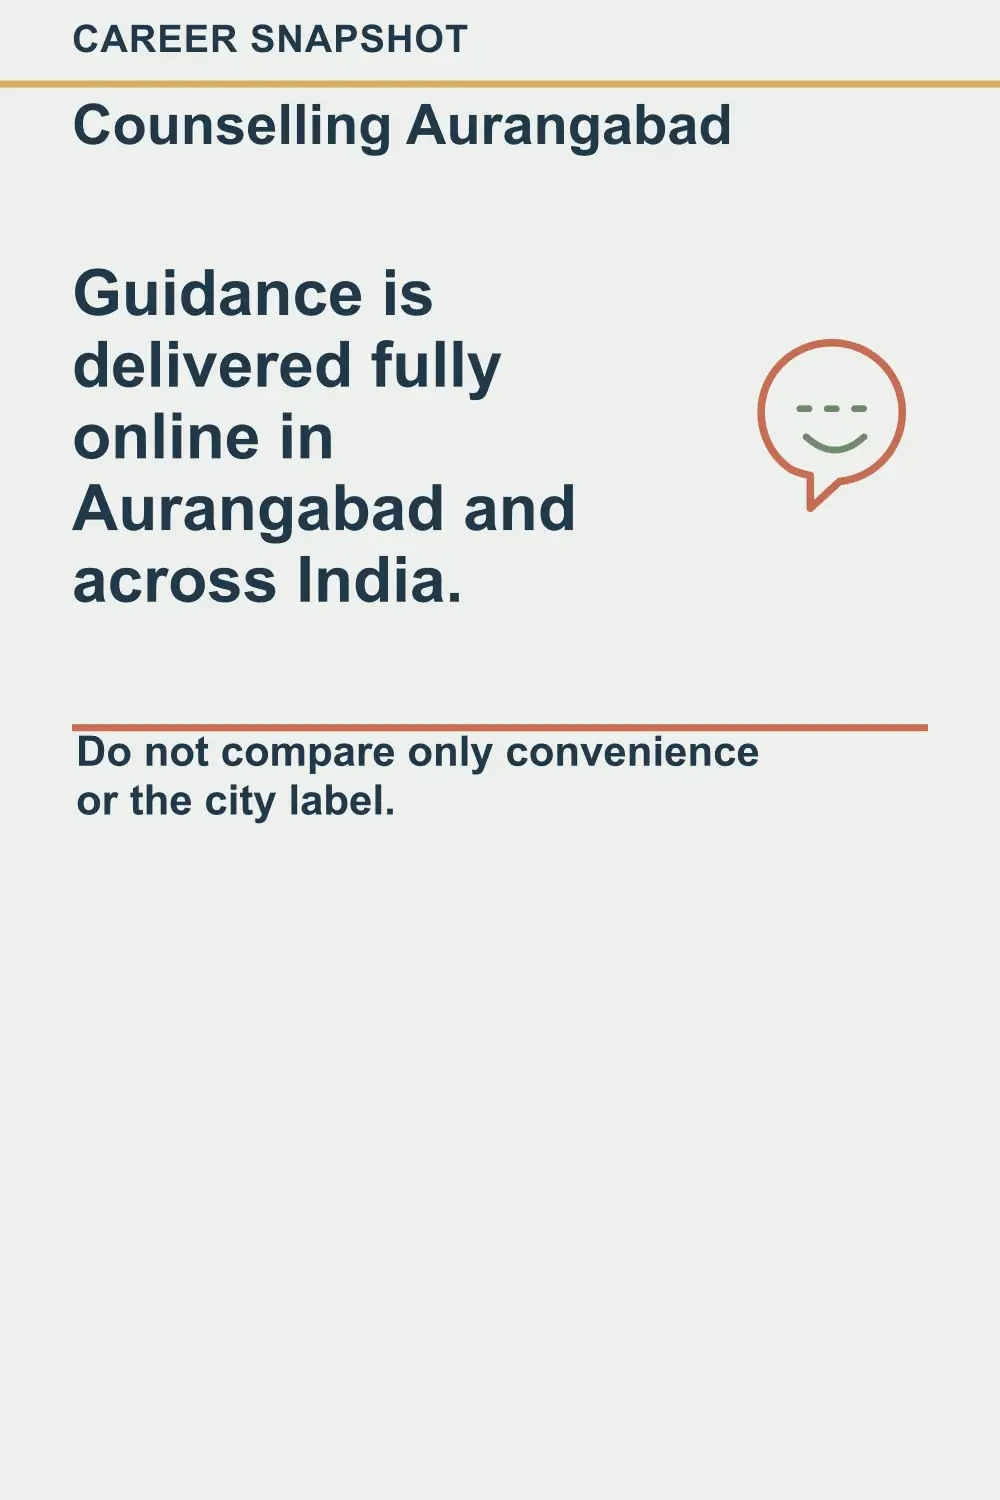 CAREER SNAPSHOT
Counselling Aurangabad
Guidance is
delivered fully
online in
Aurangabad and
across India.
Do not compare only convenience
or the city label.